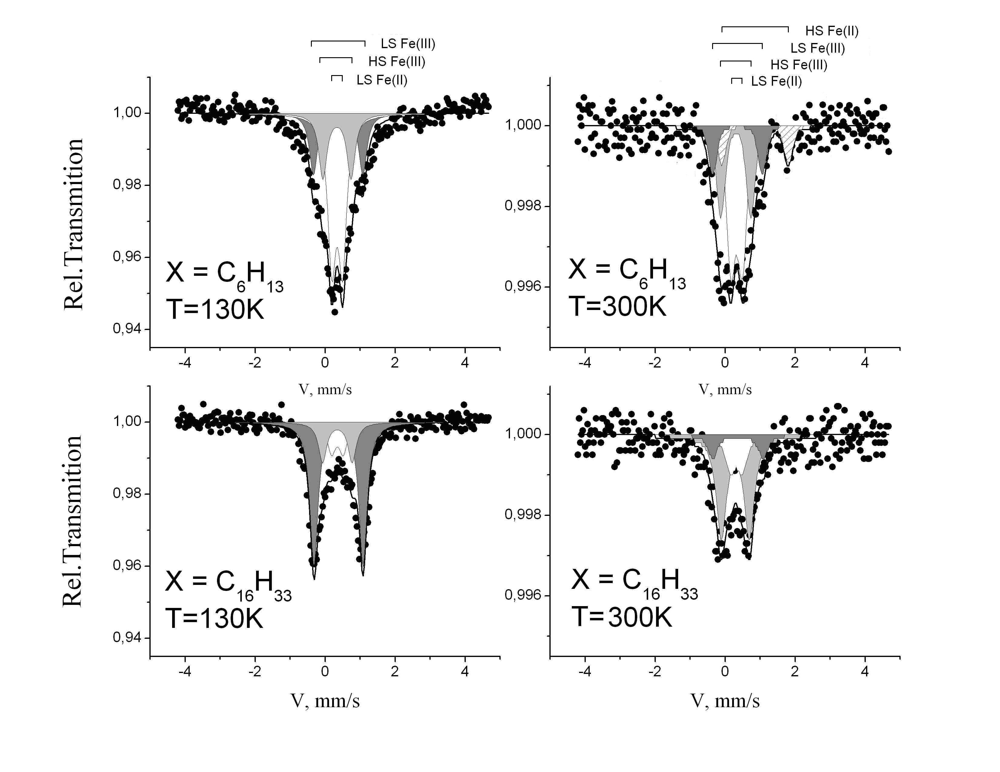 LS Fe(III)
HS Fe(III)
LS Fe(II)
Rel.Transmition
1,00
0,98
0,96
0,94
X = C6H13
T=130K
-4 -2 0 2 4
V, mm/s
HS Fe(II)
LS Fe(III)
HS Fe(III)
LS Fe(II)
1,000
0,998
0,996
X = C6H13
T=300K
-4 -2 0 2 4
V, mm/s
Rel.Transmition
1,00
0,98
0,96
0,94
X = C16H33
T=130K
-4 -2 0 2 4
V, mm/s
1,000
0,998
0,996
X = C16H33
T=300K
-4 -2 0 2 4
V, mm/s